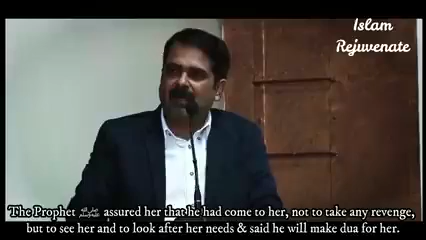 Islam
Rejuvenate
The Prophet ﷺ assured her that he had come to her, not to take any revenge,
but to see her and to look after her needs & said he will make dua for her.